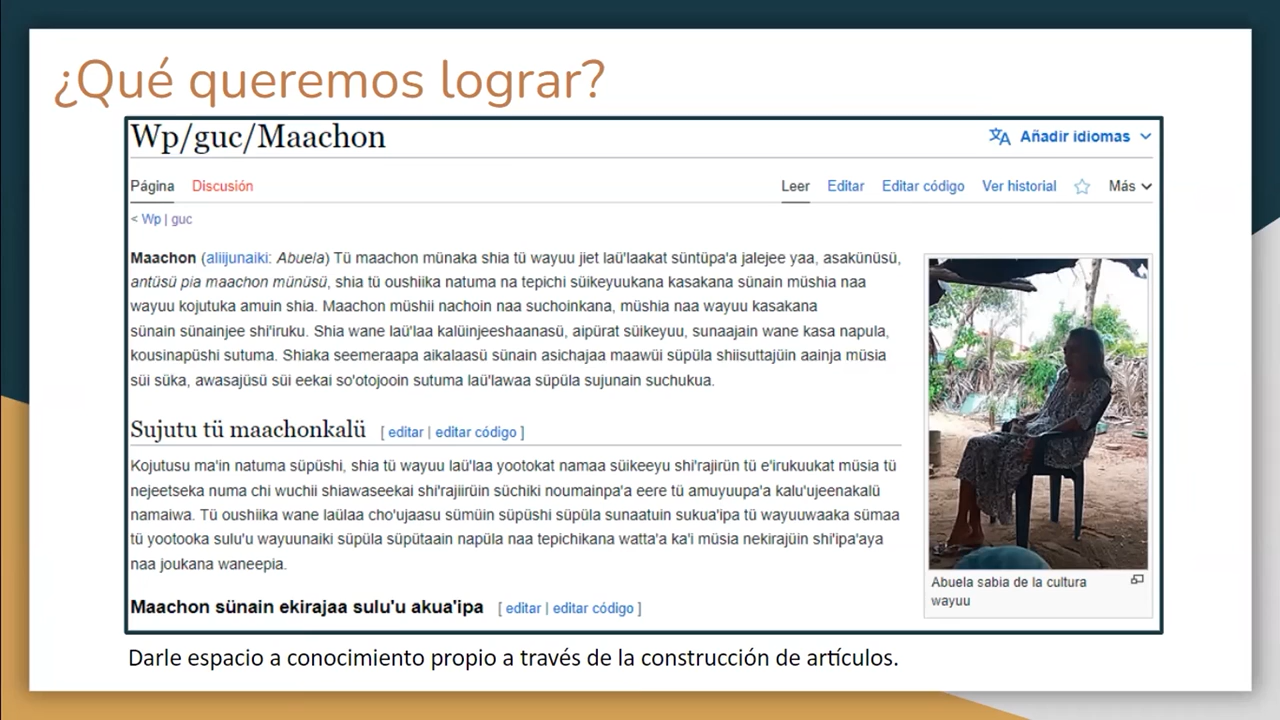 ¿Qué queremos lograr?
Wp/guc/Maachon
Añadir idiomas
Página Discusión Leer Editar Editar código Ver historial Más
< Wp | guc
Maachon (aliijunaiki: Abuela) Tü maachon münaka shia tü wayuu jiet laü'laakat süntüpa'a jalejee yaa, asakünüsü,
antüsü pia maachon münüsü, shia tü oushiika natuma na tepichi süikeyuukana kasakana sünain müshia naa
wayuu kojutuka amuin shia. Maachon müshii nachoin naa suchoinkana, müshia naa wayuu kasakana
sünain sünainjee shi'iruku. Shia wane laü'laa kalüinjeeshaanasü, aipürat süikeyuu, sunaajain wane kasa napula,
kousinapüshi sutuma. Shiaka seemeraapa aikalaasü sünain asichajaa maawüi süpüla shiisuttajüin aainja müsia
süi süka, awasajüsü süi eekai so'otojooin sutuma laü'lawaa süpüla sujunain suchukua.
Sujutu tü maachonkalü [ editar | editar código ]
Kojutusu ma'in natuma süpüshi, shia tü wayuu laü'laa yootokat namaa süikeeyu shi'rajirün tü e'irukuukat müsia tü
nejeetseka numa chi wuchii shiawaseekai shi'rajiirüin süchiki noumainpa'a eere tü amuyuupa'a kalu'ujeenakalü
namaiwa. Tü oushiika wane laülaa cho'ujaasu sümüin süpüshi süpüla sunaatuin sukua'ipa tü wayuuwaaka sümaa
tü yootooka sulu'u wayuunaiki süpüla süpütaain napüla naa tepichikana watta'a ka'i müsia nekirajüin shi'ipa'aya
naa joukana waneepia.
Maachon sünain ekirajaa sulu'u akua'ipa [ editar | editar código ]
Abuela sabia de la cultura
wayuu
Darle espacio a conocimiento propio a través de la construcción de artículos.